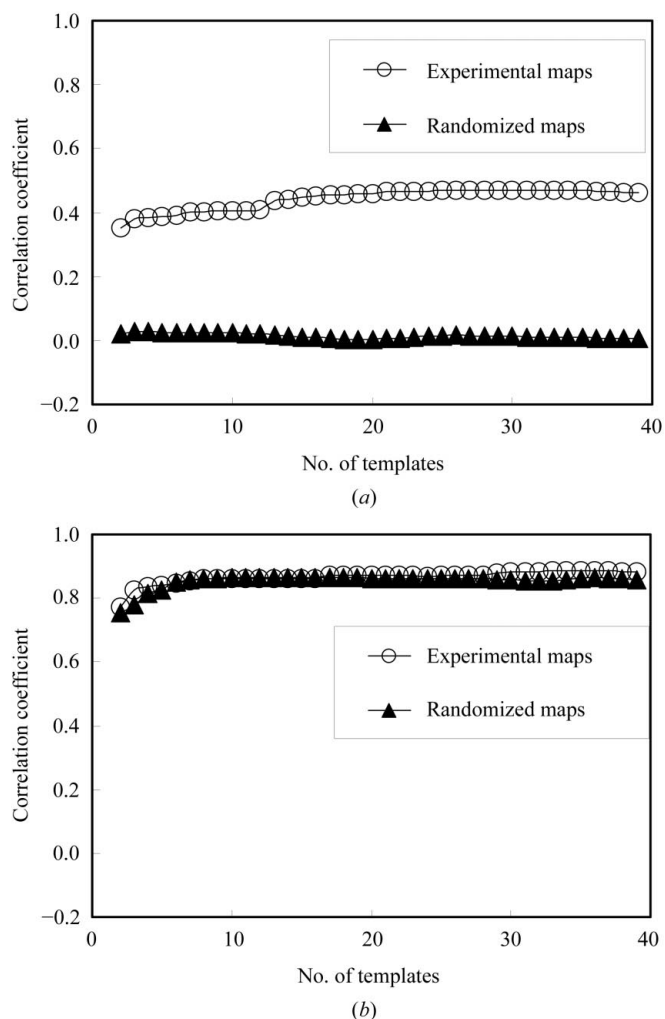 1.0
0.8
0.6
0.4
0.2
0.0
−0.2
Correlation coefficient
Experimental maps
Randomized maps
0 10 20 30 40
No. of templates
(a)
1.0
0.8
0.6
0.4
0.2
0.0
−0.2
Correlation coefficient
Experimental maps
Randomized maps
0 10 20 30 40
No. of templates
(b)